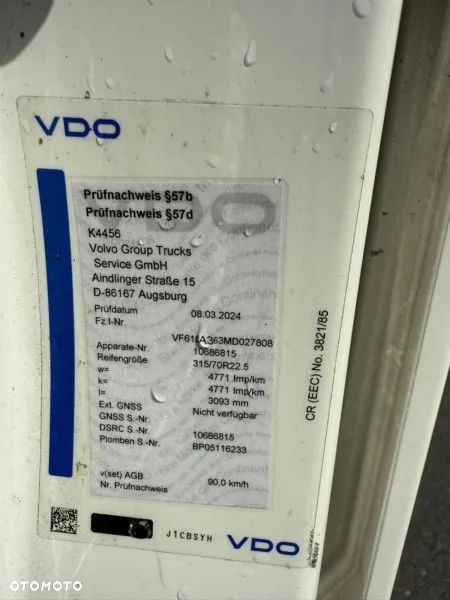 VDO
Prüfnachweis §57b
Prüfnachweis §57d
K4456
Volvo Group Trucks
Service GmbH
Aindlinger Straße 15
D-86167 Augsburg
Prüfdatum 08.03.2024
Fz.I-Nr.
Apparate-Nr. 10686815
Reifengröße 315/70R22.5
w= 4771 Imp/km
k= 4771 Imp/km
l= 3093 mm
Ext. GNSS Nicht verfügbar
GNSS S.-Nr.
DSRC S.-Nr. 10686815
Plomben S.-Nr. BP05116233
v(set) AGB 90.0 km/h
Nr. Prüfnachweis
CR (EEC) No. 3821/85
J1CBSYH
VDO
OTOMOTO